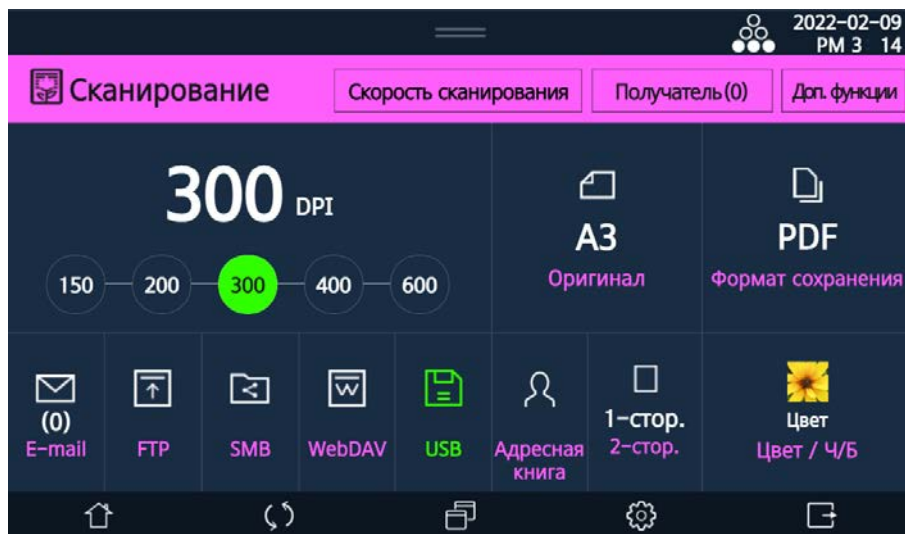 2022-02-09
PM 3 14
Сканирование
Скорость сканирования
Получатель(0)
Доп. функции
300 DPI
150
200
300
400
600
A3
Оригинал
PDF
Формат сохранения
(0)
E-mail
FTP
SMB
WebDAV
USB
Адресная
книга
1-стор.
2-стор.
Цвет
Цвет / Ч/Б